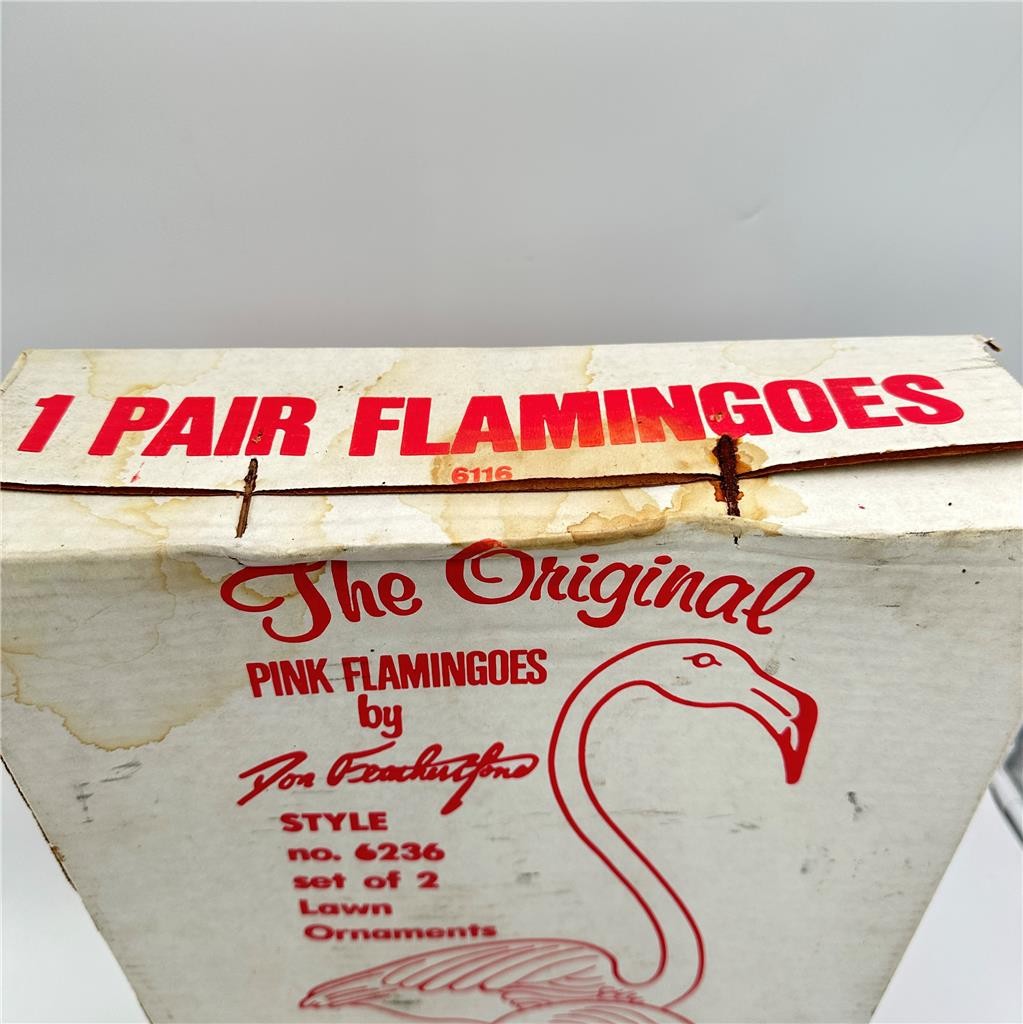 1 PAIR FLAMINGOES
6116
The Original
PINK FLAMINGOES
by
Don Featherstone
STYLE
no. 6236
set of 2
Lawn
Ornaments